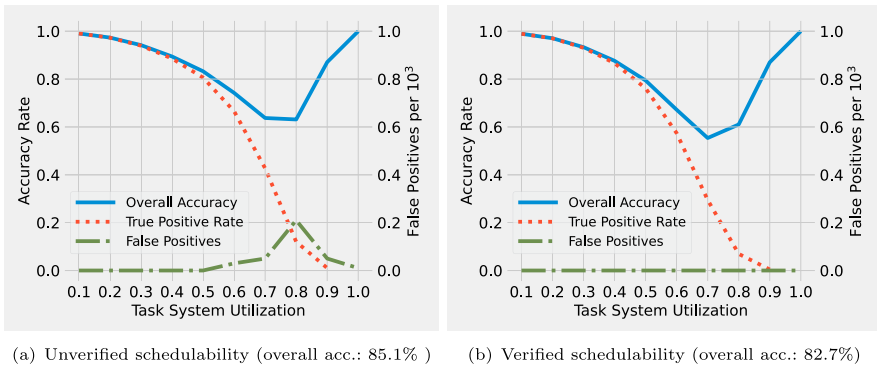 1.0
0.8
0.6
0.4
0.2
0.0
Accuracy Rate
1.0
0.8
0.6
0.4
0.2
0.0
False Positives per 10³
Overall Accuracy
True Positive Rate
False Positives
0.1 0.2 0.3 0.4 0.5 0.6 0.7 0.8 0.9 1.0
Task System Utilization
(a) Unverified schedulability (overall acc.: 85.1% )
1.0
0.8
0.6
0.4
0.2
0.0
Accuracy Rate
1.0
0.8
0.6
0.4
0.2
0.0
False Positives per 10³
Overall Accuracy
True Positive Rate
False Positives
0.1 0.2 0.3 0.4 0.5 0.6 0.7 0.8 0.9 1.0
Task System Utilization
(b) Verified schedulability (overall acc.: 82.7%)